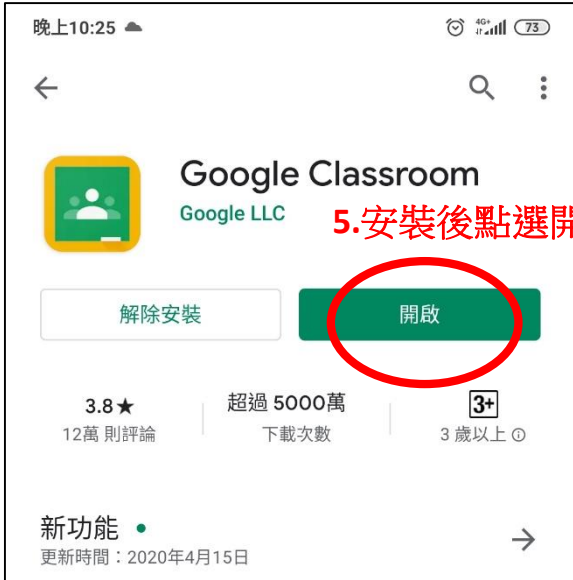 晚上10:25
4G+ 73
Google Classroom
Google LLC
5.安裝後點選開
解除安裝
開啟
3.8★
12萬 則評論
超過 5000萬
下載次數
3+
3 歲以上
新功能
更新時間：2020年4月15日